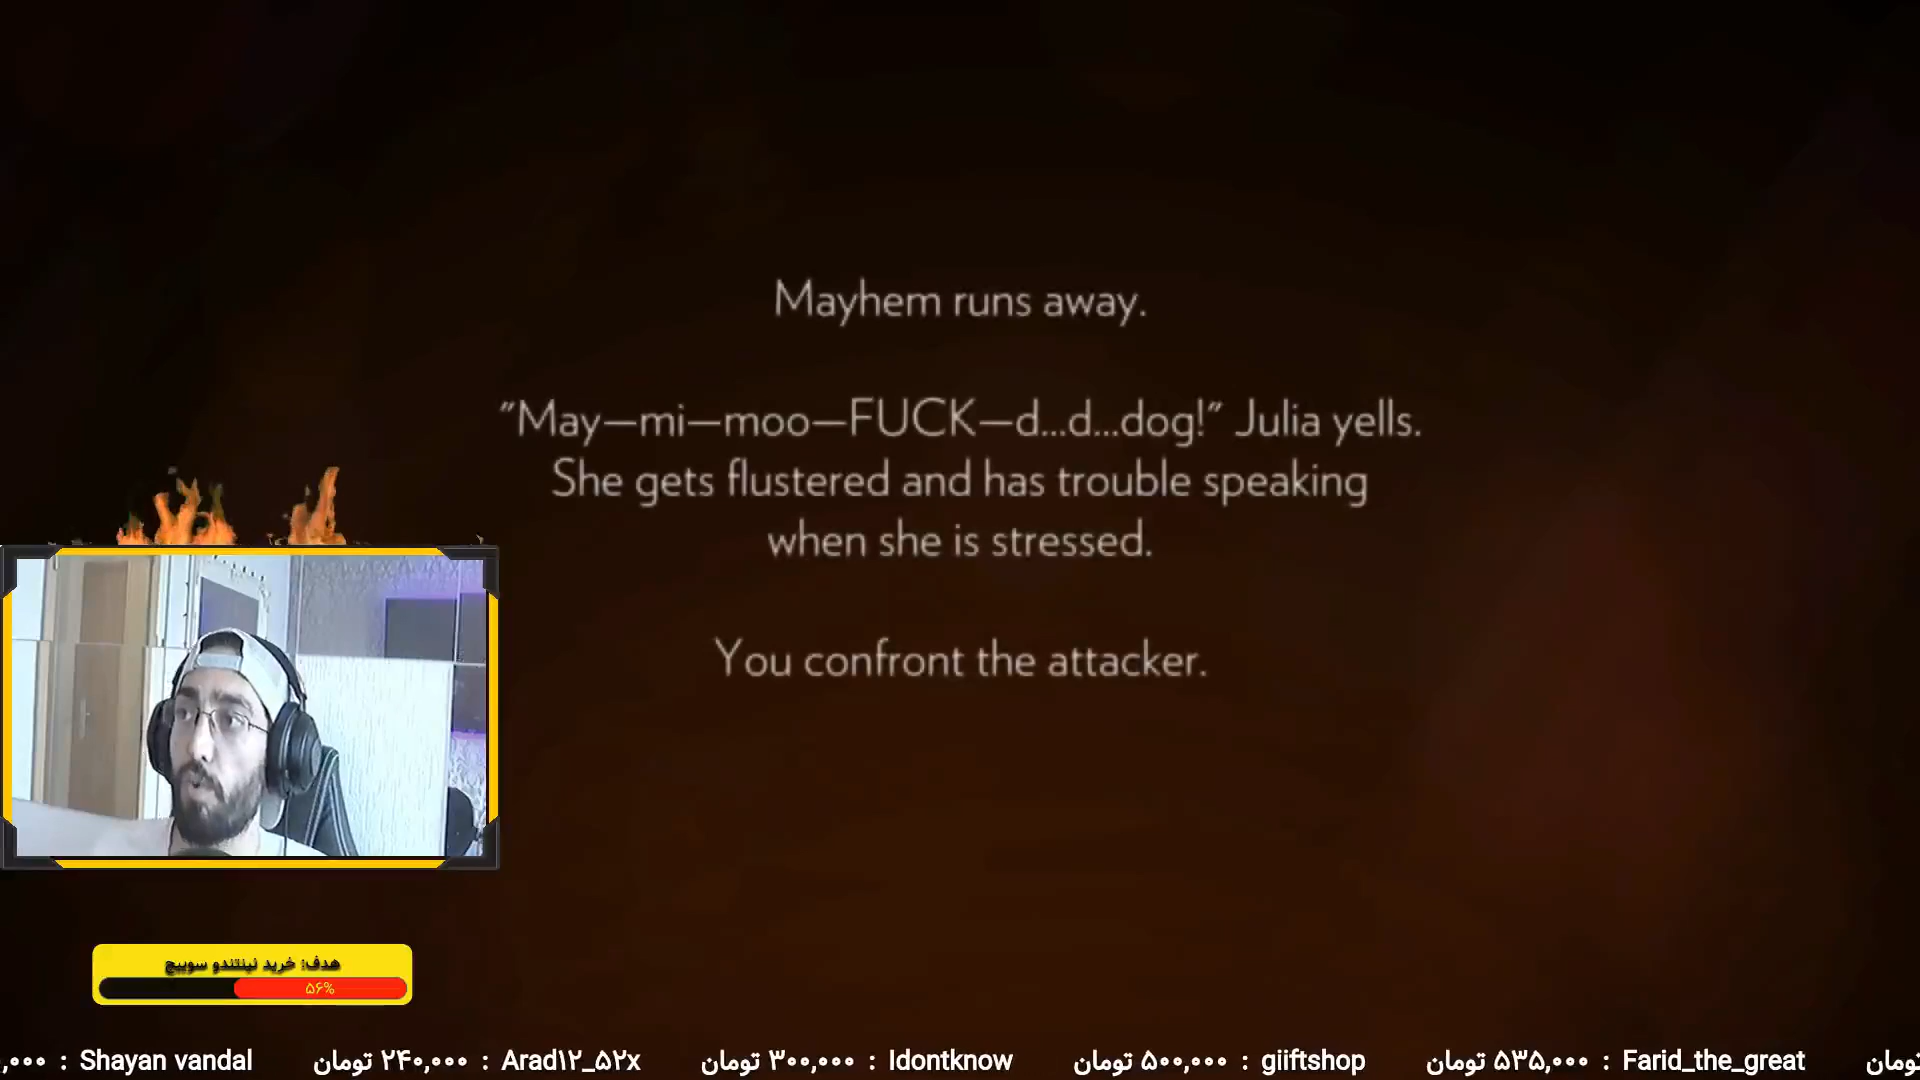 Mayhem runs away.
"May—mi—moo—FUCK—d...d...dog!" Julia yells.
She gets flustered and has trouble speaking
when she is stressed.
You confront the attacker.
هدف: خرید نینتندو سوییچ
۵۶%
,۰۰۰ : Shayan vandal تومان ۲۴۰,۰۰۰ : Arad۱۲_۵۲x تومان ۳۰۰,۰۰۰ : Idontknow تومان ۵۰۰,۰۰۰ : giiftshop تومان ۵۳۵,۰۰۰ : Farid_the_great تومان